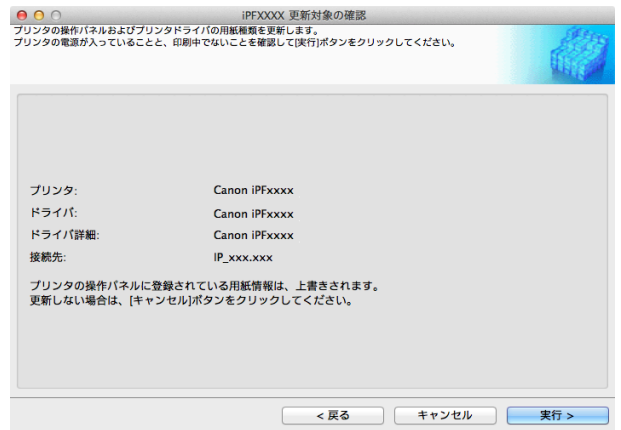 iPFXXXX 更新対象の確認
プリンタの操作パネルおよびプリンタドライバの用紙種類を更新します。
プリンタの電源が入っていることと、印刷中でないことを確認して[実行]ボタンをクリックしてください。
プリンタ: Canon iPFxxxx
ドライバ: Canon iPFxxxx
ドライバ詳細: Canon iPFxxxx
接続先: IP_xxx.xxx
プリンタの操作パネルに登録されている用紙情報は、上書きされます。
更新しない場合は、[キャンセル]ボタンをクリックしてください。
< 戻る キャンセル 実行 >